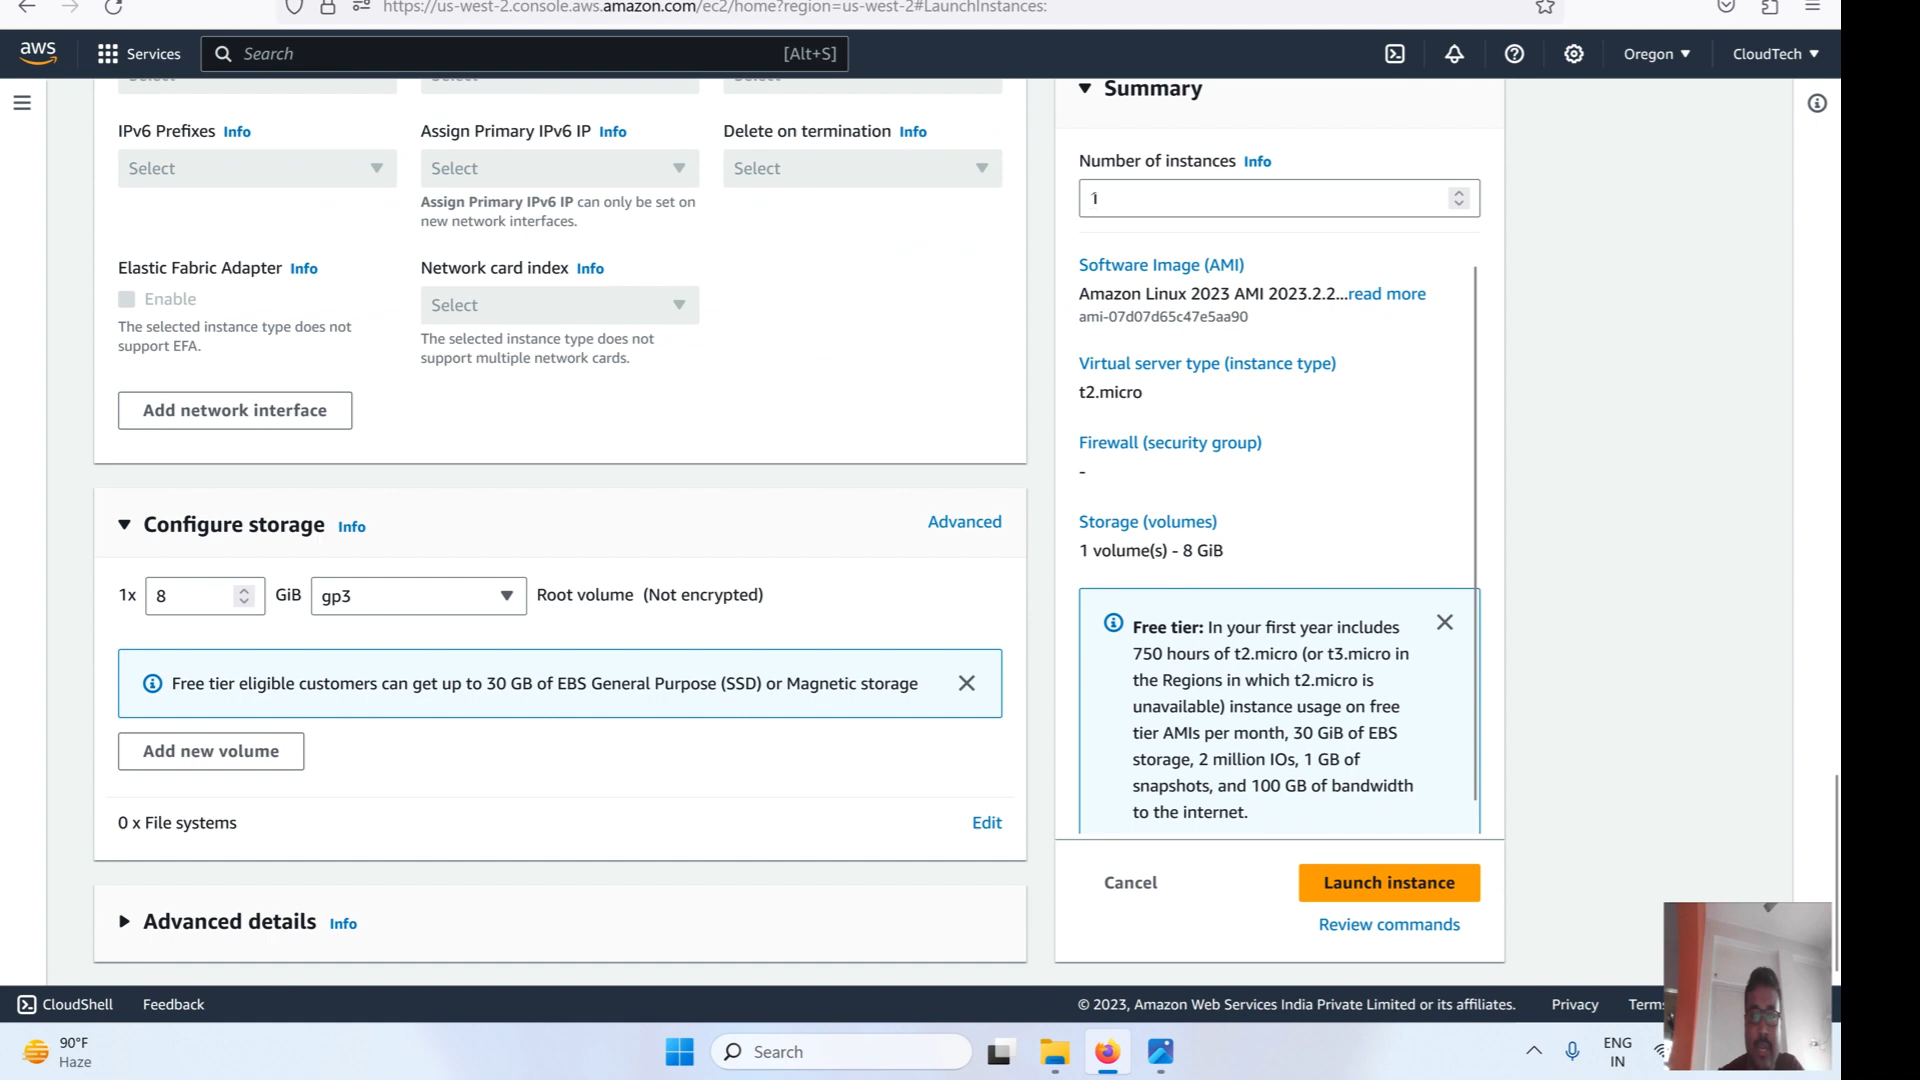 https://us-west-2.console.aws.amazon.com/ec2/home?region=us-west-2#LaunchInstances:
aws
Services
Search
[Alt+S]
Oregon
CloudTech
IPv6 Prefixes Info
Select
Assign Primary IPv6 IP Info
Select
Assign Primary IPv6 IP can only be set on
new network interfaces.
Delete on termination Info
Select
Elastic Fabric Adapter Info
Enable
The selected instance type does not
support EFA.
Network card index Info
Select
The selected instance type does not
support multiple network cards.
Add network interface
Configure storage Info
Advanced
1x 8 GiB gp3 Root volume (Not encrypted)
Free tier eligible customers can get up to 30 GB of EBS General Purpose (SSD) or Magnetic storage
Add new volume
0 x File systems
Edit
Advanced details Info
Summary
Number of instances Info
1
Software Image (AMI)
Amazon Linux 2023 AMI 2023.2.2...read more
ami-07d07d65c47e5aa90
Virtual server type (instance type)
t2.micro
Firewall (security group)
-
Storage (volumes)
1 volume(s) - 8 GiB
Free tier: In your first year includes
750 hours of t2.micro (or t3.micro in
the Regions in which t2.micro is
unavailable) instance usage on free
tier AMIs per month, 30 GiB of EBS
storage, 2 million IOs, 1 GB of
snapshots, and 100 GB of bandwidth
to the internet.
Cancel
Launch instance
Review commands
CloudShell
Feedback
© 2023, Amazon Web Services India Private Limited or its affiliates.
Privacy
Terms
90°F
Haze
Search
ENG
IN